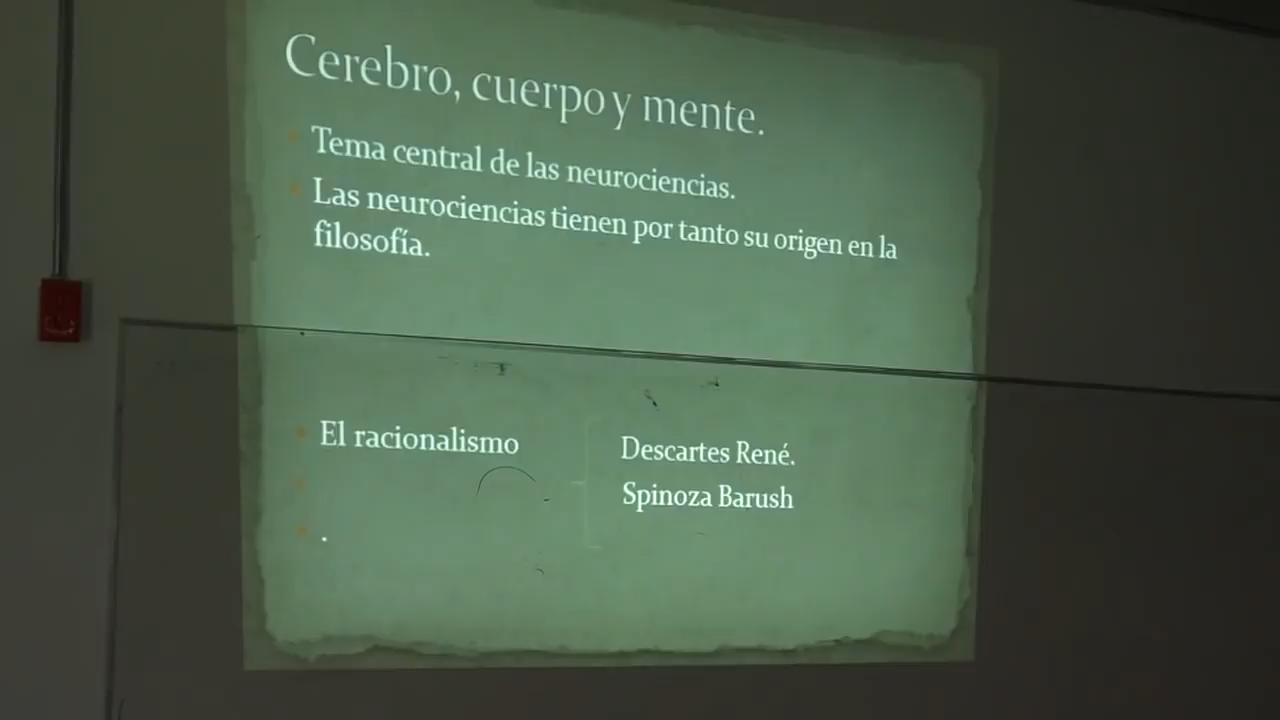 Cerebro, cuerpo y mente.
Tema central de las neurociencias.
Las neurociencias tienen por tanto su origen en la
filosofía.
El racionalismo
Descartes René.
Spinoza Barush
.